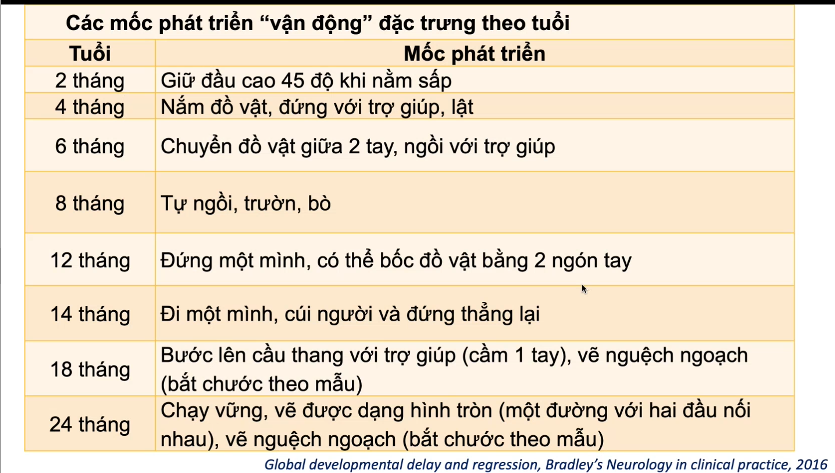 Các mốc phát triển “vận động” đặc trưng theo tuổi
Tuổi Mốc phát triển
2 tháng Giữ đầu cao 45 độ khi nằm sấp
4 tháng Nắm đồ vật, đứng với trợ giúp, lật
6 tháng Chuyển đồ vật giữa 2 tay, ngồi với trợ giúp
8 tháng Tự ngồi, trườn, bò
12 tháng Đứng một mình, có thể bốc đồ vật bằng 2 ngón tay
14 tháng Đi một mình, cúi người và đứng thẳng lại
18 tháng Bước lên cầu thang với trợ giúp (cầm 1 tay), vẽ nguệch ngoạch
(bắt chước theo mẫu)
24 tháng Chạy vững, vẽ được dạng hình tròn (một đường với hai đầu nối
nhau), vẽ nguệch ngoạch (bắt chước theo mẫu)
Global developmental delay and regression, Bradley’s Neurology in clinical practice, 2016